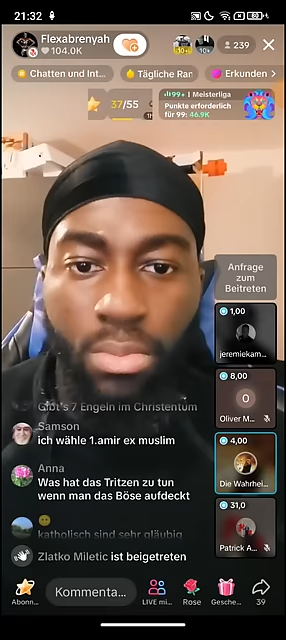 21:32
Flexabrenyah
104.0K
10+
10+
239
Chatten und Int...
Tägliche Ran
Erkunden >
37/55
99+ | Meisterliga
Punkte erforderlich
für 99: 46.9K
Anfrage
zum
Beitreten
1,00
jeremiekam...
8,00
O
Oliver M...
4,00
Die Wahrhei...
31,0
Patrick A...
Gibt's 7 Engeln im Christentum
Samson
ich wähle 1.amir ex muslim
Anna
Was hat das Tritzen zu tun
wenn man das Böse aufdeckt
katholisch sind sehr gläubig
Zlatko Miletic ist beigetreten
Abonn...
Kommenta...
LIVE mi...
Rose
Gesche...
39